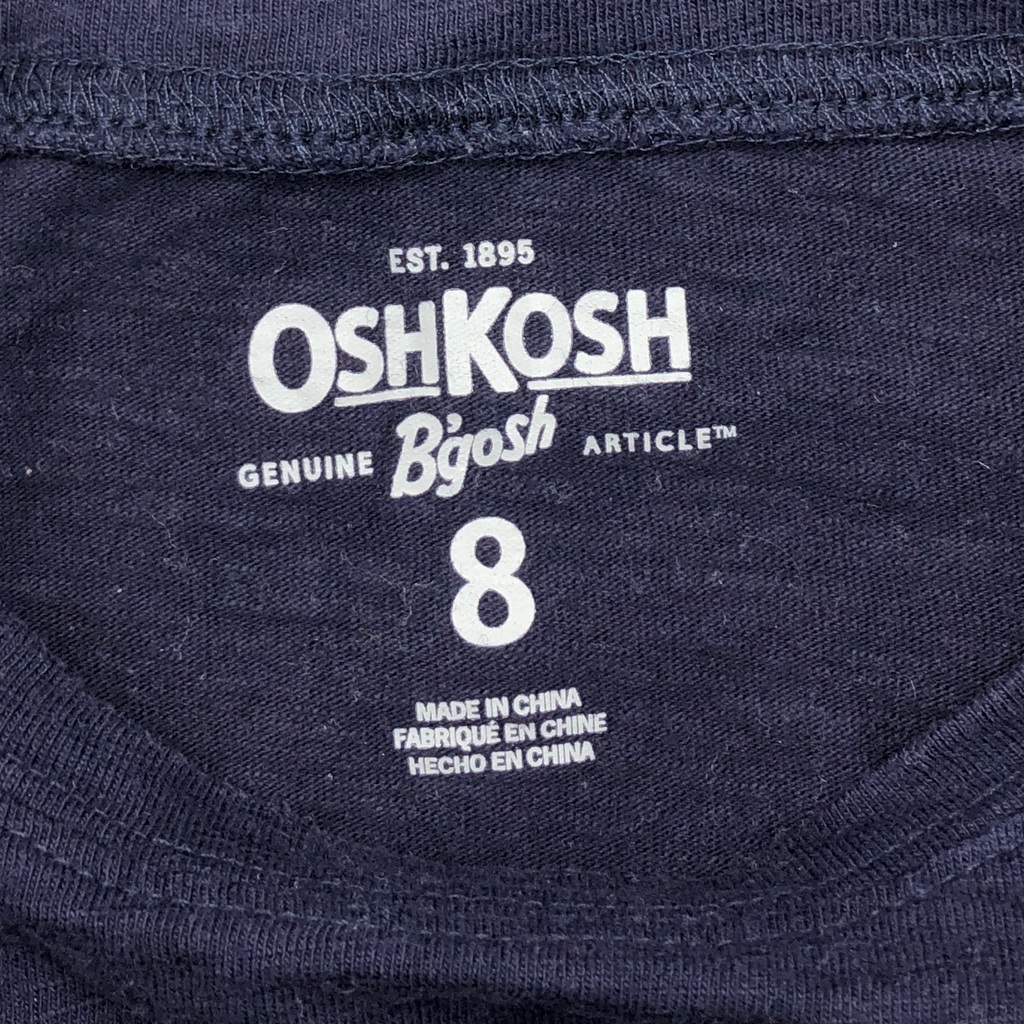 EST. 1895
OSHKOSH
GENUINE B'gosh ARTICLE™
8
MADE IN CHINA
FABRIQUÉ EN CHINE
HECHO EN CHINA